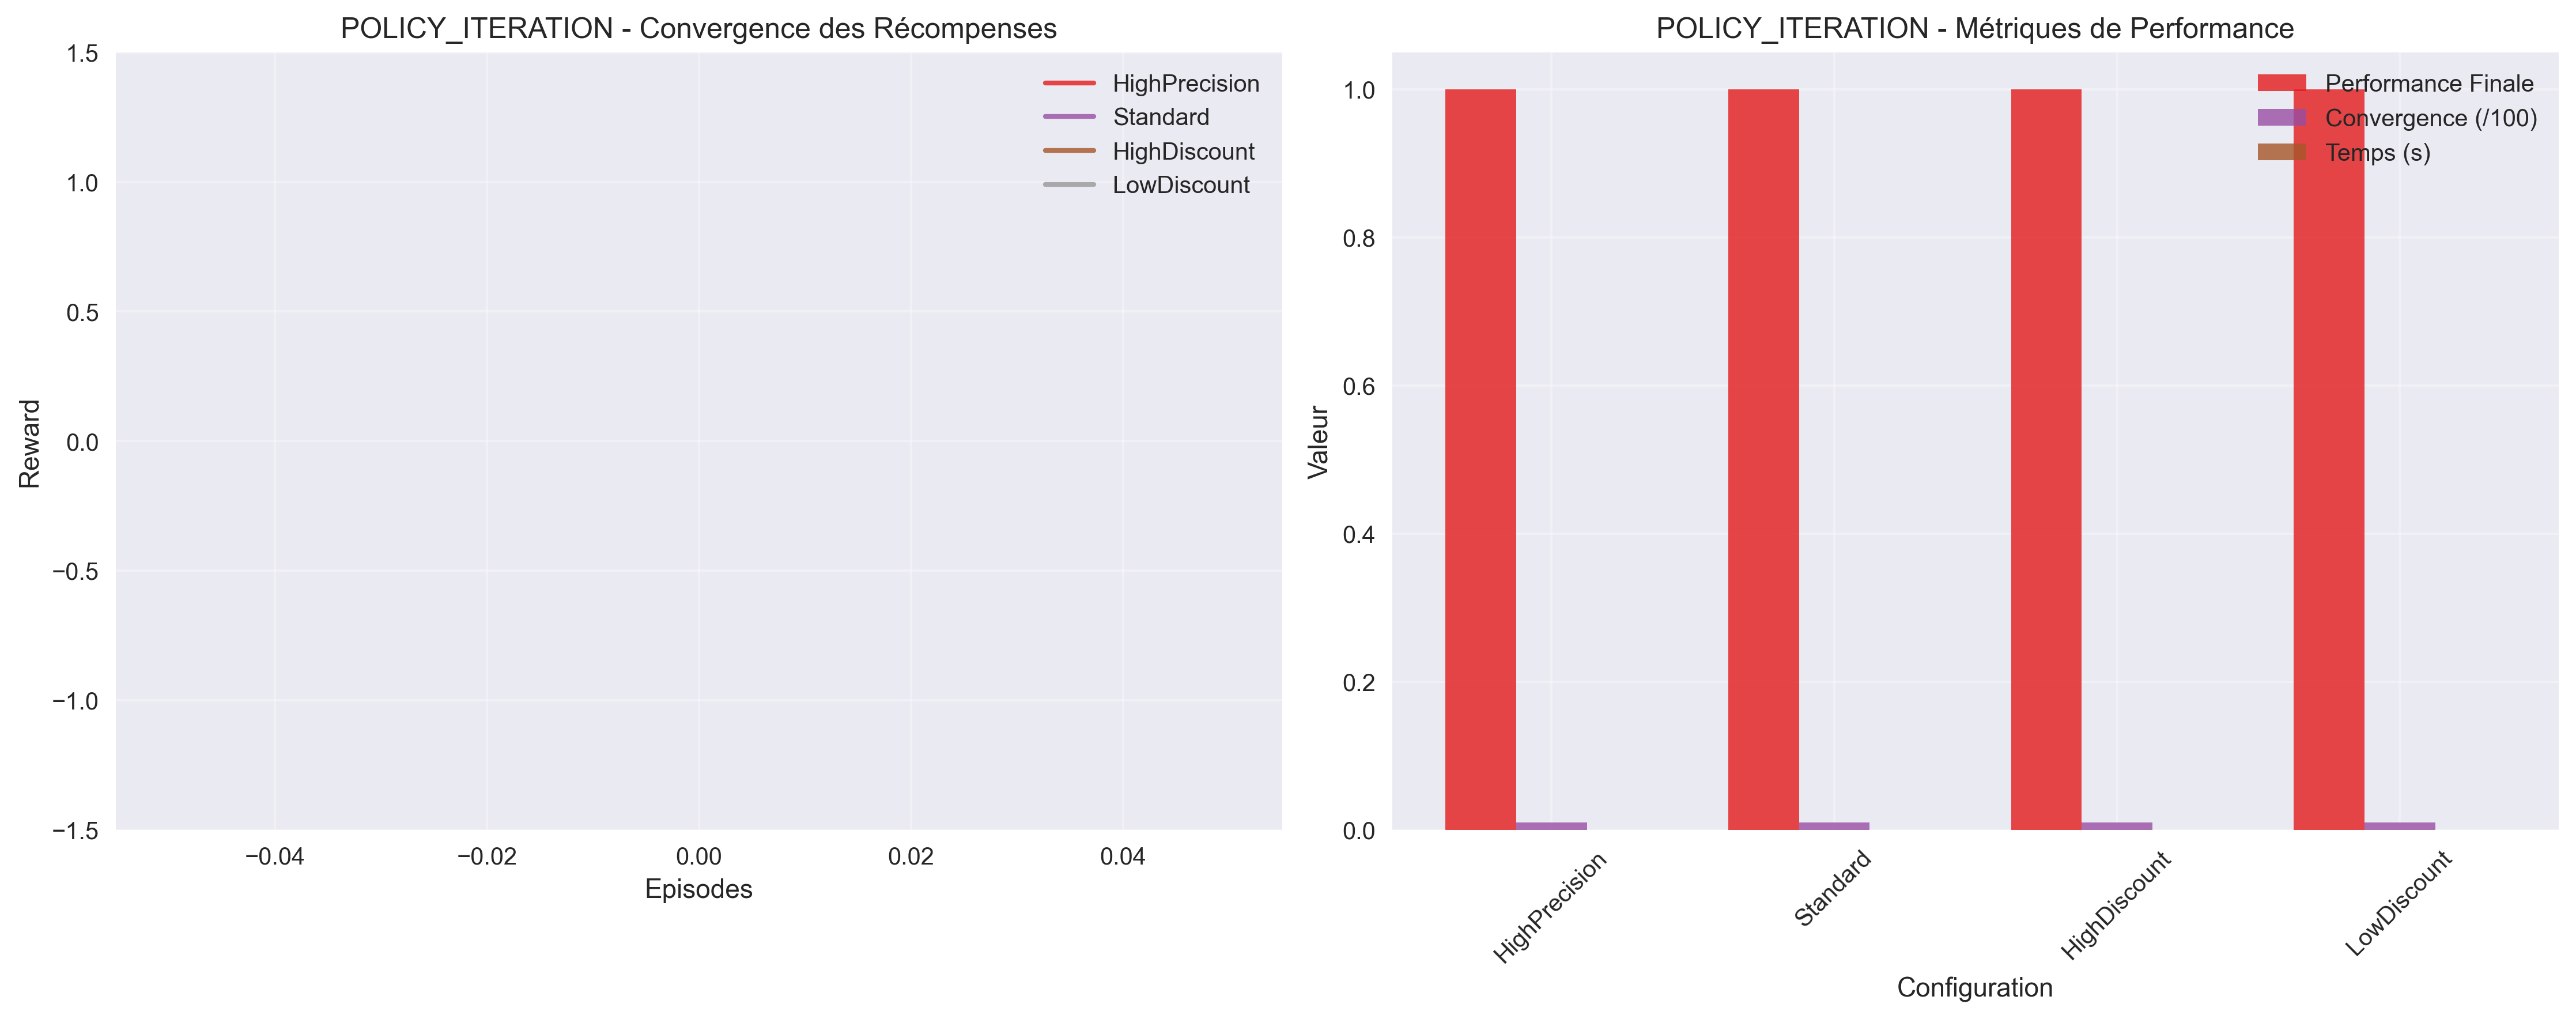 POLICY_ITERATION - Convergence des Récompenses
1.5
1.0
0.5
0.0
−0.5
−1.0
−1.5
Reward
HighPrecision
Standard
HighDiscount
LowDiscount
−0.04
−0.02
0.00
0.02
0.04
Episodes
POLICY_ITERATION - Métriques de Performance
1.0
0.8
0.6
0.4
0.2
0.0
Valeur
Performance Finale
Convergence (/100)
Temps (s)
HighPrecision
Standard
HighDiscount
LowDiscount
Configuration